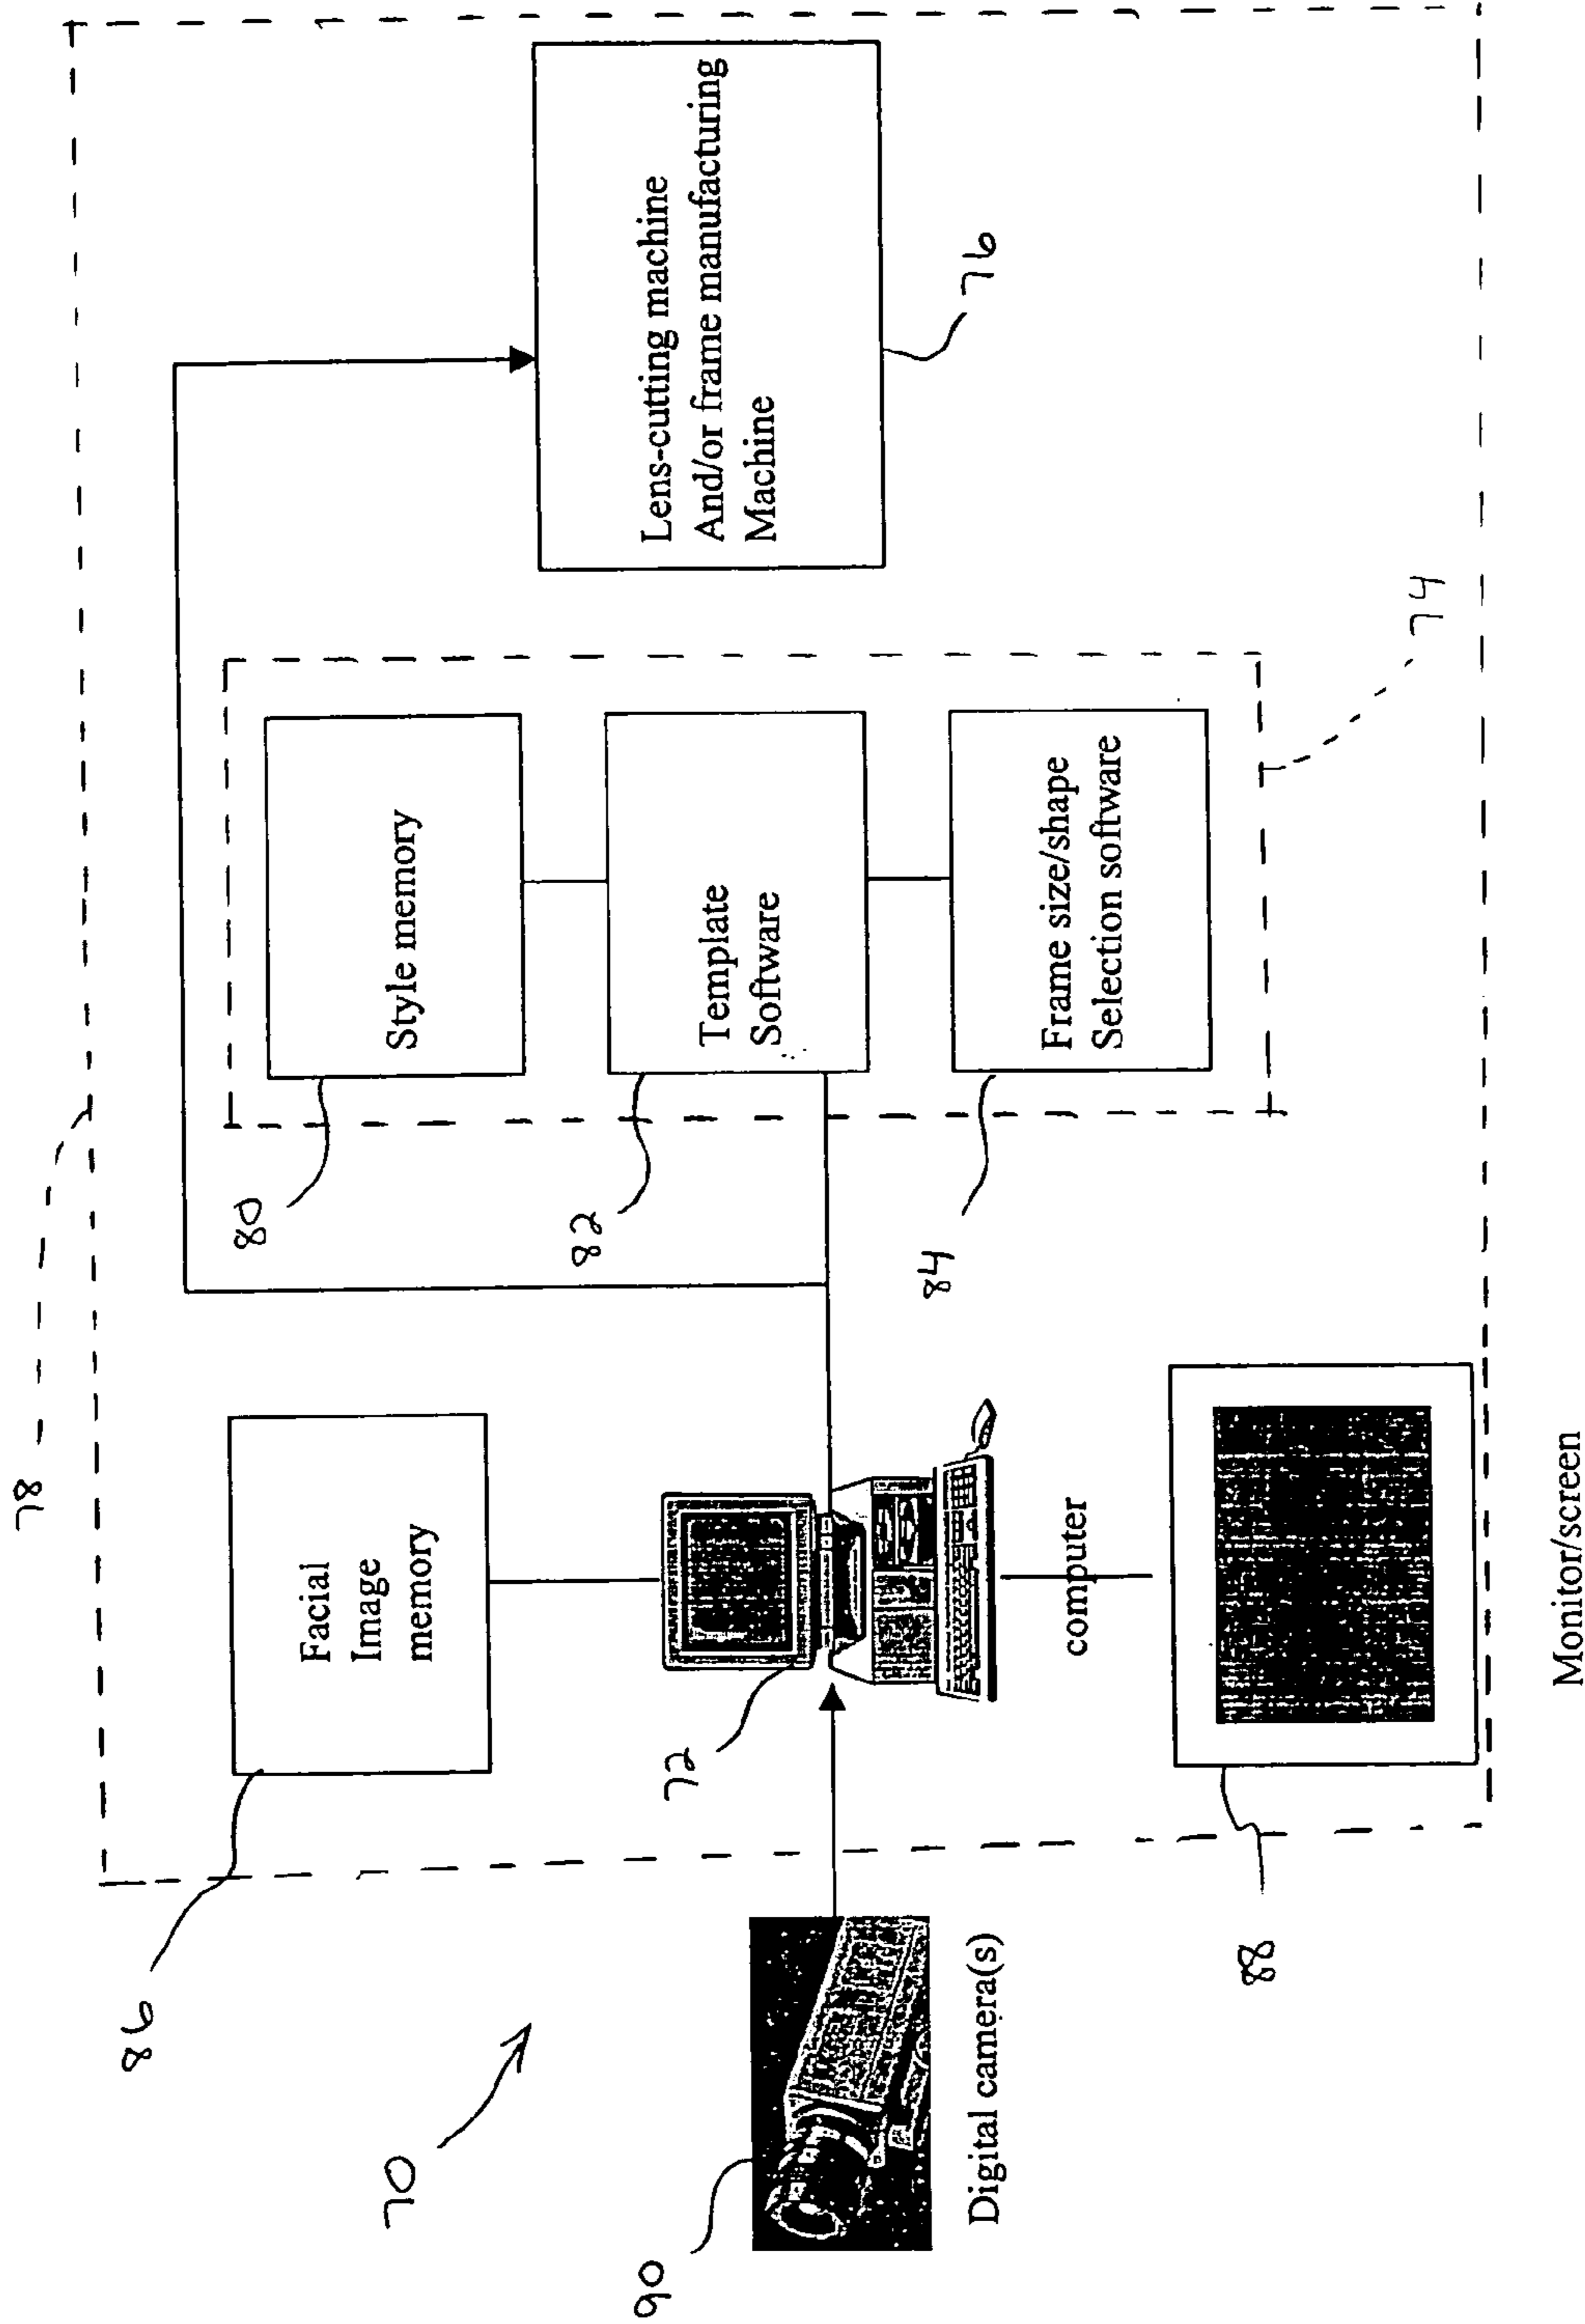 78
86
Facial
Image
memory
80
Style memory
70
90
Digital camera(s)
72
computer
82
Template
Software
Lens-cutting machine
And/or frame manufacturing
Machine
76
84
Frame size/shape
Selection software
74
88
Monitor/screen